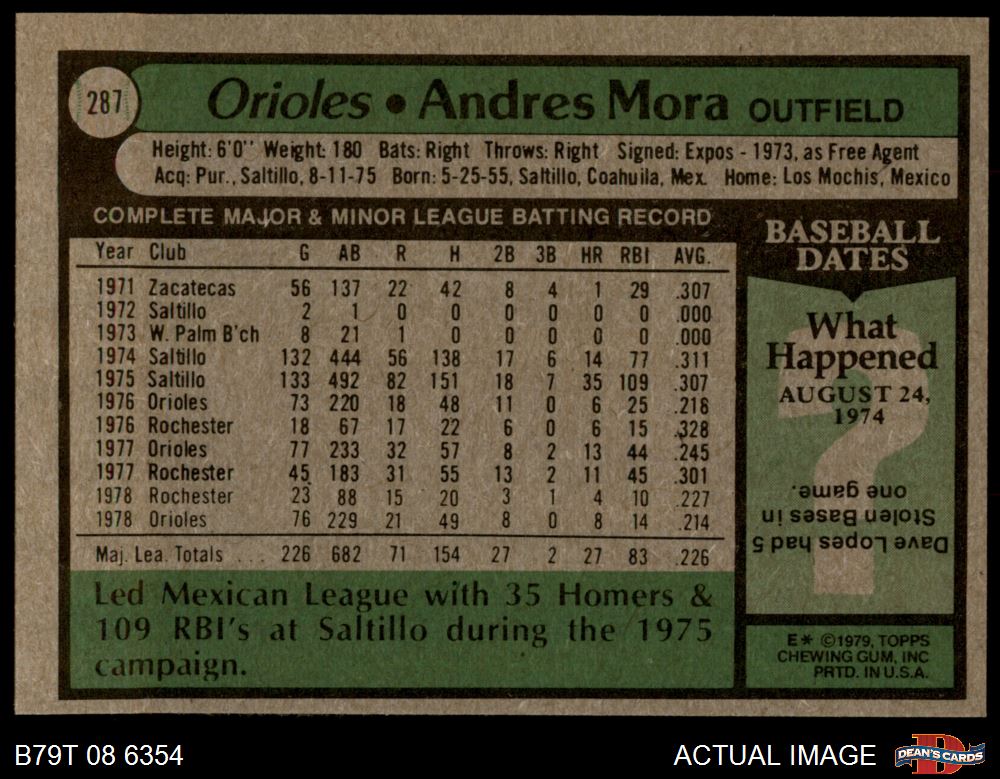 287
Orioles • Andres Mora OUTFIELD
Height: 6'0'' Weight: 180 Bats: Right Throws: Right Signed: Expos - 1973, as Free Agent
Acq: Pur., Saltillo, 8-11-75 Born: 5-25-55, Saltillo, Coahuila, Mex. Home: Los Mochis, Mexico
COMPLETE MAJOR & MINOR LEAGUE BATTING RECORD
Year Club G AB R H 2B 3B HR RBI AVG.
1971 Zacatecas 56 137 22 42 8 4 1 29 .307
1972 Saltillo 2 1 0 0 0 0 0 0 .000
1973 W. Palm B'ch 8 21 1 0 0 0 0 0 .000
1974 Saltillo 132 444 56 138 17 6 14 77 .311
1975 Saltillo 133 492 82 151 18 7 35 109 .307
1976 Orioles 73 220 18 48 11 0 6 25 .218
1976 Rochester 18 67 17 22 6 0 6 15 .328
1977 Orioles 77 233 32 57 8 2 13 44 .245
1977 Rochester 45 183 31 55 13 2 11 45 .301
1978 Rochester 23 88 15 20 3 1 4 10 .227
1978 Orioles 76 229 21 49 8 0 8 14 .214
Maj. Lea. Totals . . . 226 682 71 154 27 2 27 83 .226
Led Mexican League with 35 Homers &
109 RBI's at Saltillo during the 1975
campaign.
BASEBALL
DATES
What
Happened
AUGUST 24,
1974
?
Dave Lopes had 5
Stolen Bases in
one game.
E* ©1979, TOPPS
CHEWING GUM, INC
PRTD. IN U.S.A.
B79T 08 6354
ACTUAL IMAGE
DEAN'S CARDS